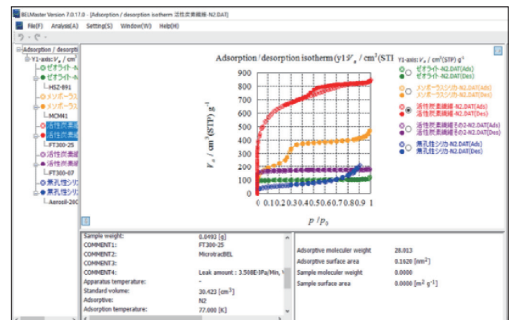 BELMaster Version 7.0.17.0 - [Adsorption / desorption isotherm 活性炭素繊維-N2.DAT]
File(F) Analysis(A) Setting(S) Window(W) Help(H)
Adsorption / desorpti
Y1-axis:Va / cm³
ゼオライト-N
ゼオライト-N
HSZ-891
メソポーラス
メソポーラス
MCM41
活性炭素繊
活性炭素繊
FT300-25
活性炭素繊
活性炭素繊
FT300-07
無孔性シリ
無孔性シリ
Aerosil-200
Adsorption / desorption isotherm (y1:Va / cm³(STI
Va / cm³(STP) g⁻¹
900
800
700
600
500
400
300
200
100
0
0 0.1 0.2 0.3 0.4 0.5 0.6 0.7 0.8 0.9 1
p / p0
Y1-axis:Va / cm³(STP) g⁻¹
ゼオライト-N2.DAT(Ads)
ゼオライト-N2.DAT(Des)
メソポーラスシリカ-N2.DAT(Ads)
メソポーラスシリカ-N2.DAT(Des)
活性炭素繊維-N2.DAT(Ads)
活性炭素繊維-N2.DAT(Des)
活性炭素繊維その2-N2.DAT(Ads)
活性炭素繊維その2-N2.DAT(Des)
無孔性シリカ-N2.DAT(Ads)
無孔性シリカ-N2.DAT(Des)
Sample weight: 0.0493 [g]
COMMENT1: FT300-25
COMMENT2: MicrotracBEL
COMMENT3:
COMMENT4: Leak amount : 3.508E-3Pa/Min,
Apparatus temperature: -
Standard volume: 30.423 [cm³]
Adsorptive: N2
Adsorption temperature: 77.000 [K]
Adsorptive moleculer weight 28.013
Adsorptive surface area 0.1620 [nm²]
Sample moleculer weight 0.0000
Sample surface area 0.0000 [m² g⁻¹]